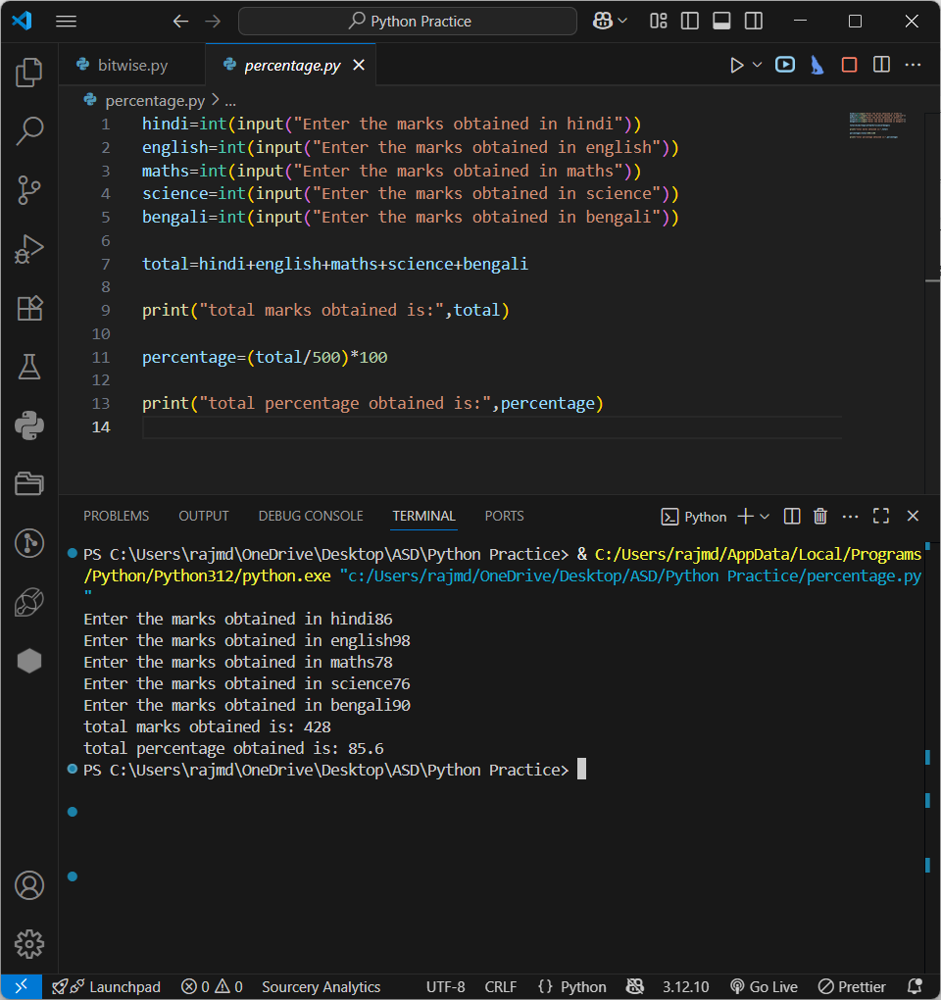 Python Practice
bitwise.py
percentage.py
percentage.py > ...
1 hindi=int(input("Enter the marks obtained in hindi"))
2 english=int(input("Enter the marks obtained in english"))
3 maths=int(input("Enter the marks obtained in maths"))
4 science=int(input("Enter the marks obtained in science"))
5 bengali=int(input("Enter the marks obtained in bengali"))
6
7 total=hindi+english+maths+science+bengali
8
9 print("total marks obtained is:",total)
10
11 percentage=(total/500)*100
12
13 print("total percentage obtained is:",percentage)
14
PROBLEMS OUTPUT DEBUG CONSOLE TERMINAL PORTS Python
PS C:\Users\rajmd\OneDrive\Desktop\ASD\Python Practice> & C:/Users/rajmd/AppData/Local/Programs
/Python/Python312/python.exe "c:/Users/rajmd/OneDrive/Desktop/ASD/Python Practice/percentage.py
"
Enter the marks obtained in hindi86
Enter the marks obtained in english98
Enter the marks obtained in maths78
Enter the marks obtained in science76
Enter the marks obtained in bengali90
total marks obtained is: 428
total percentage obtained is: 85.6
PS C:\Users\rajmd\OneDrive\Desktop\ASD\Python Practice>
Launchpad 0 0 Sourcery Analytics UTF-8 CRLF {} Python 3.12.10 Go Live Prettier